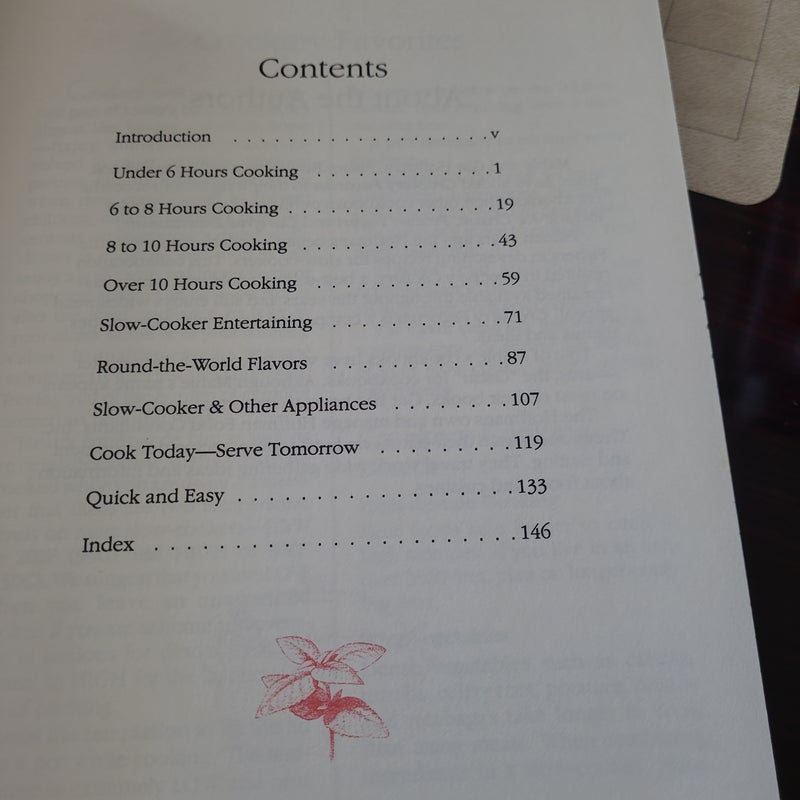 Contents
Introduction . . . . . . . . . . . . . . . . . . . . v
Under 6 Hours Cooking . . . . . . . . . . . . . 1
6 to 8 Hours Cooking . . . . . . . . . . . . . . . 19
8 to 10 Hours Cooking . . . . . . . . . . . . . . 43
Over 10 Hours Cooking . . . . . . . . . . . . . 59
Slow-Cooker Entertaining . . . . . . . . . . . . 71
Round-the-World Flavors . . . . . . . . . . . . 87
Slow-Cooker & Other Appliances . . . . . . . . 107
Cook Today—Serve Tomorrow . . . . . . . . . 119
Quick and Easy . . . . . . . . . . . . . . . . . . 133
Index . . . . . . . . . . . . . . . . . . . . . . . 146